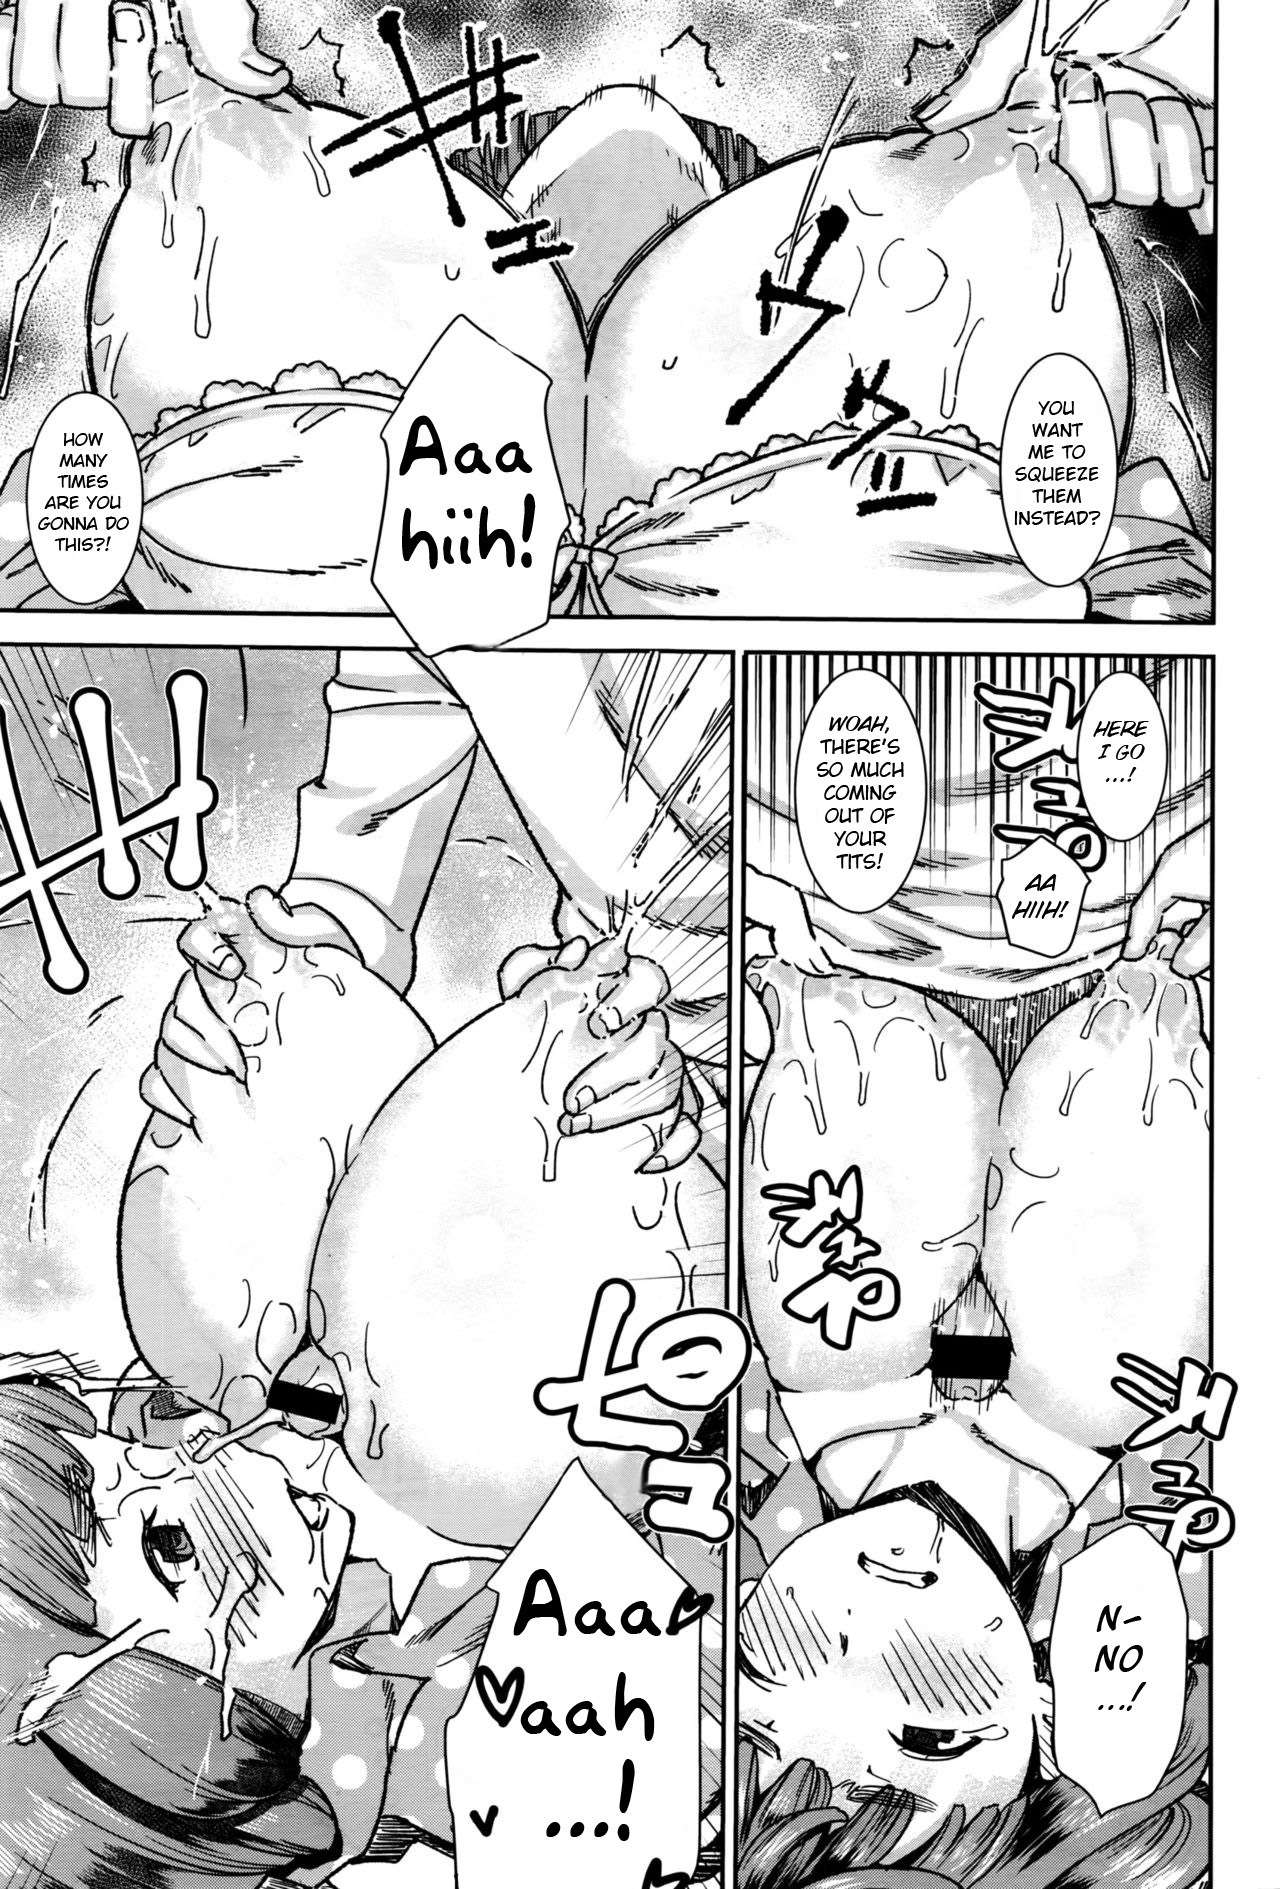 YOU
WANT
ME TO
SQUEEZE
THEM
INSTEAD?
Aaa
hiih!
HOW
MANY
TIMES
ARE YOU
GONNA DO
THIS?!
HERE
I GO
...!
AA
HIIH!
WOAH,
THERE'S
SO MUCH
COMING
OUT OF
YOUR
TITS!
N-
NO
...!
Aaa
aah
...!